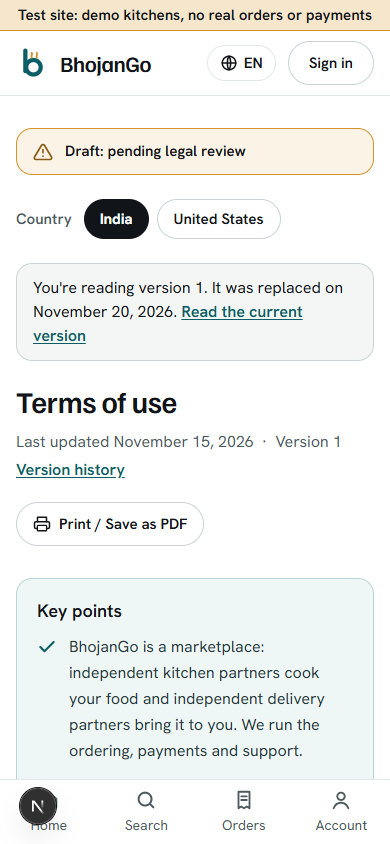 Test site: demo kitchens, no real orders or payments
BhojanGo
EN
Sign in
Draft: pending legal review
Country
India
United States
You're reading version 1. It was replaced on
November 20, 2026. Read the current
version
Terms of use
Last updated November 15, 2026 · Version 1
Version history
Print / Save as PDF
Key points
BhojanGo is a marketplace:
independent kitchen partners cook
your food and independent delivery
partners bring it to you. We run the
ordering, payments and support.
N
Home
Search
Orders
Account